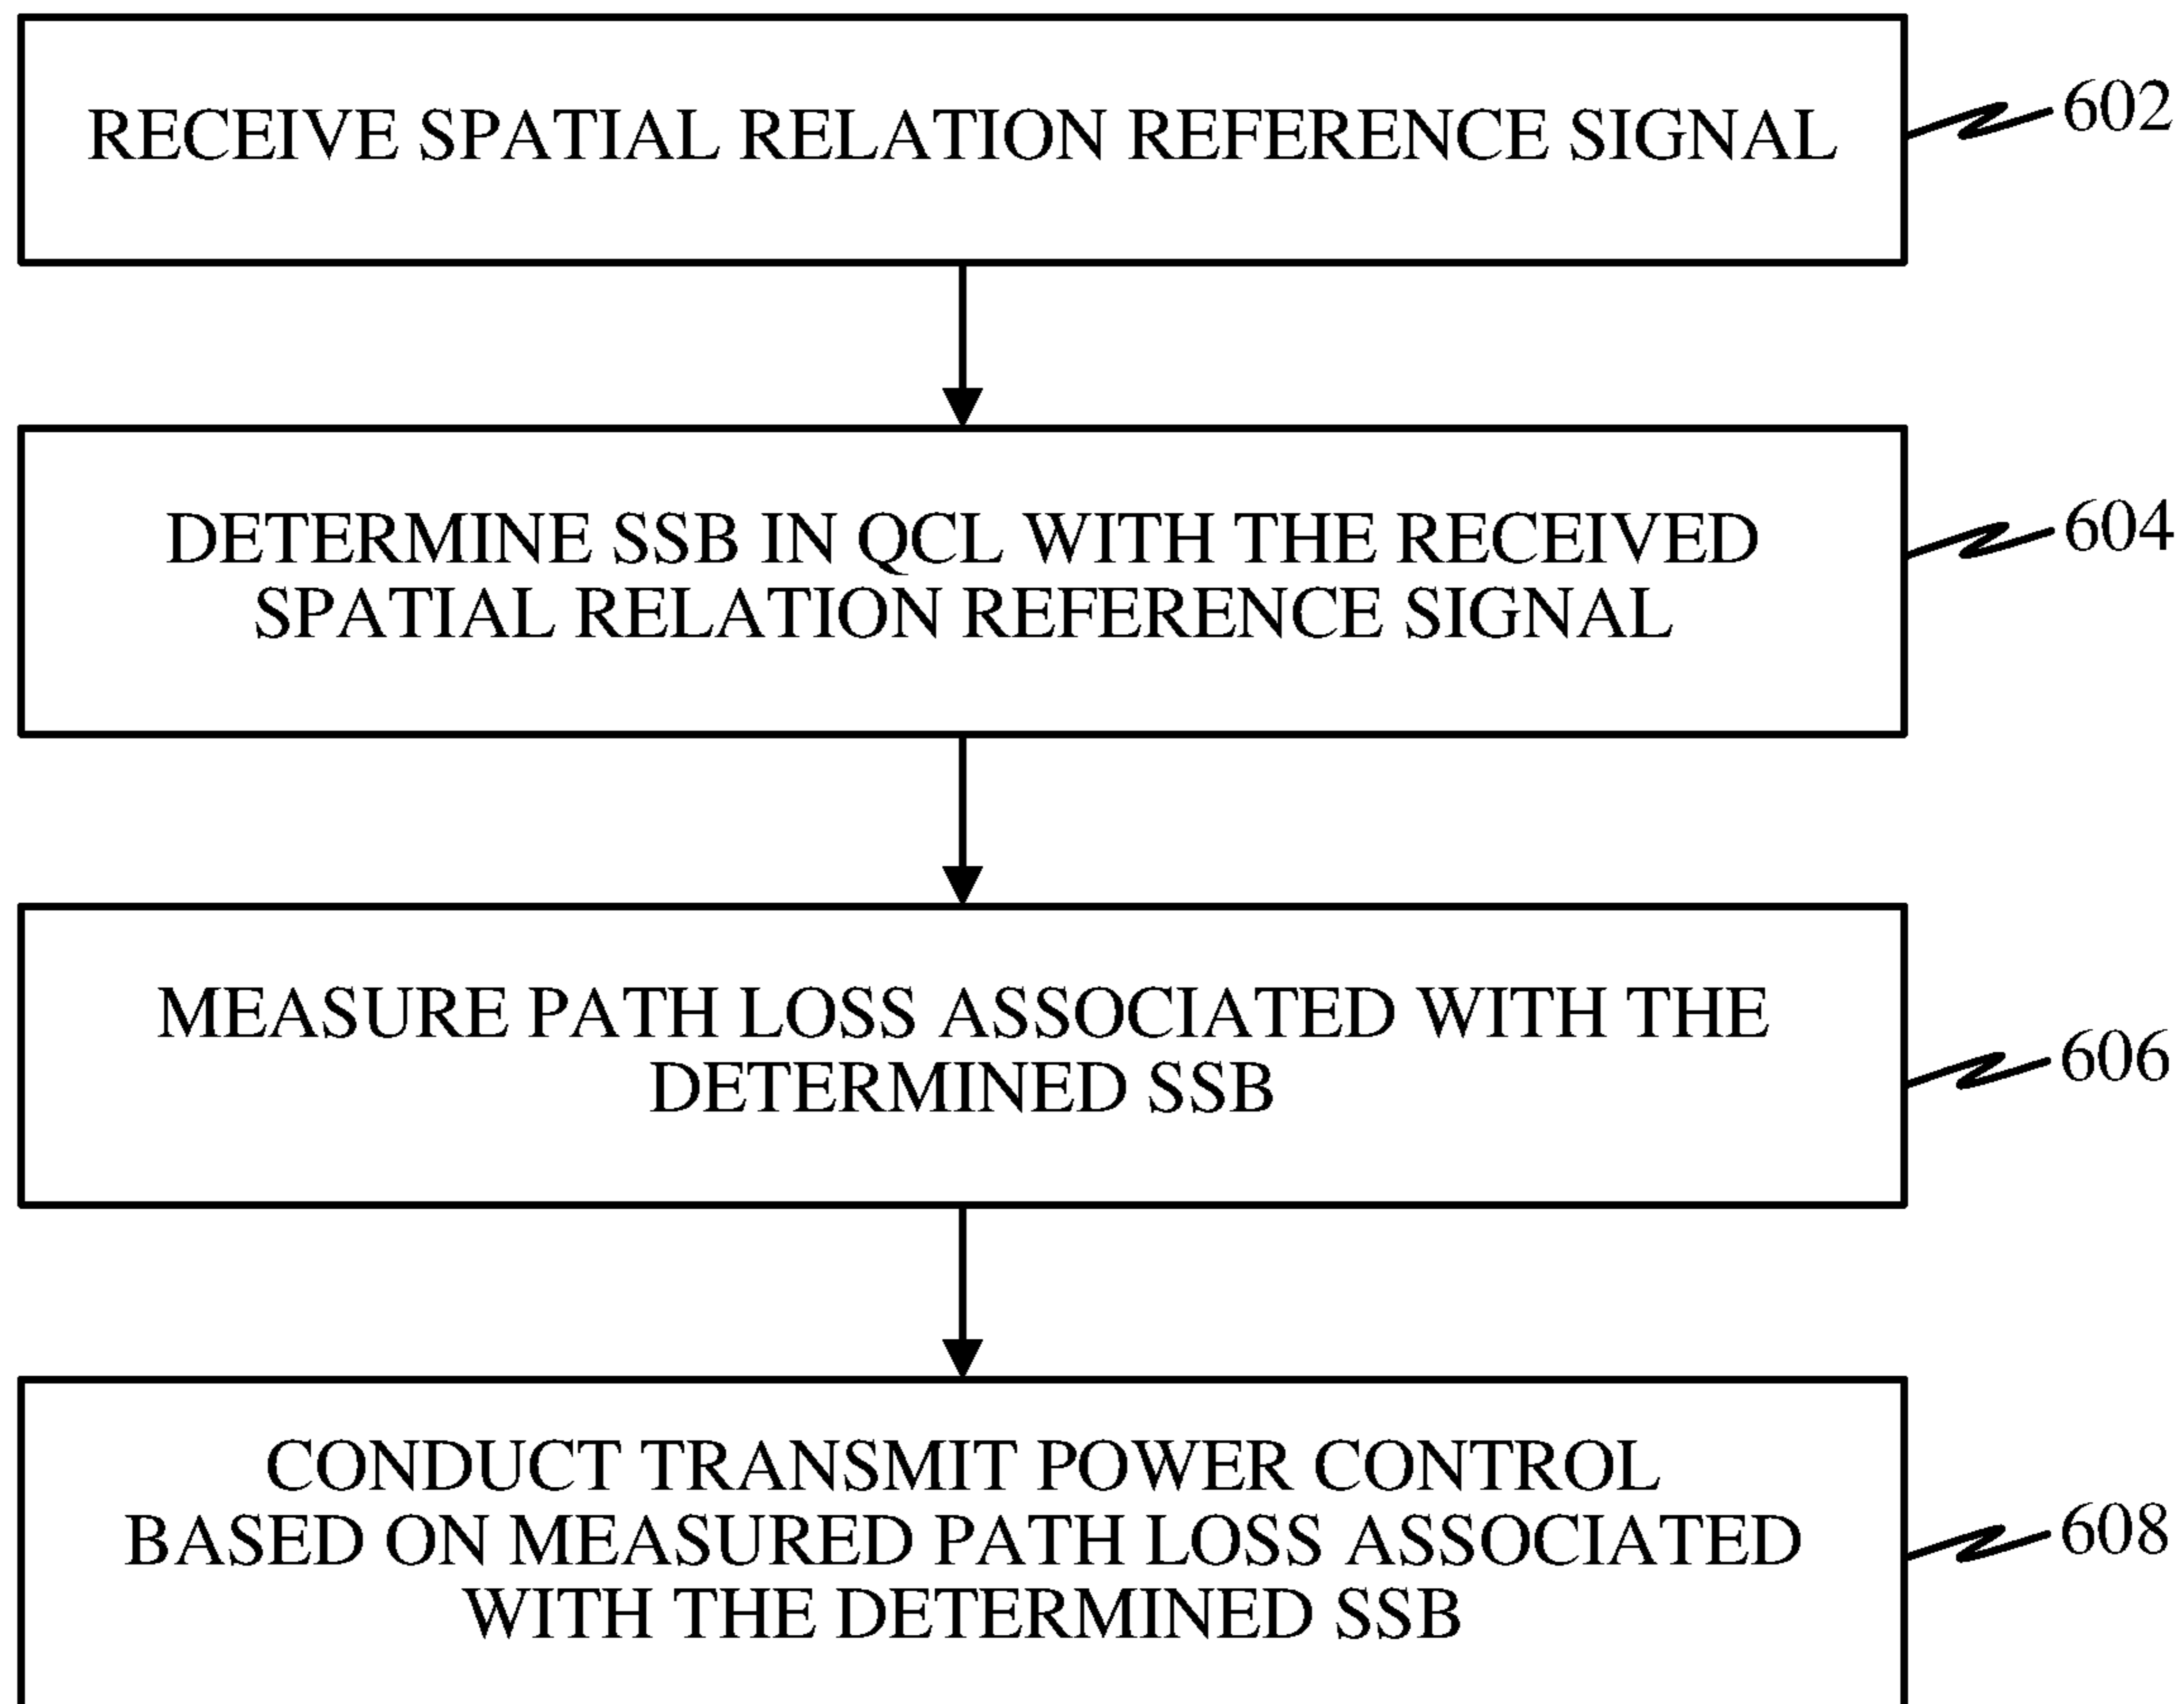 RECEIVE SPATIAL RELATION REFERENCE SIGNAL
602
DETERMINE SSB IN QCL WITH THE RECEIVED
SPATIAL RELATION REFERENCE SIGNAL
604
MEASURE PATH LOSS ASSOCIATED WITH THE
DETERMINED SSB
606
CONDUCT TRANSMIT POWER CONTROL
BASED ON MEASURED PATH LOSS ASSOCIATED
WITH THE DETERMINED SSB
608